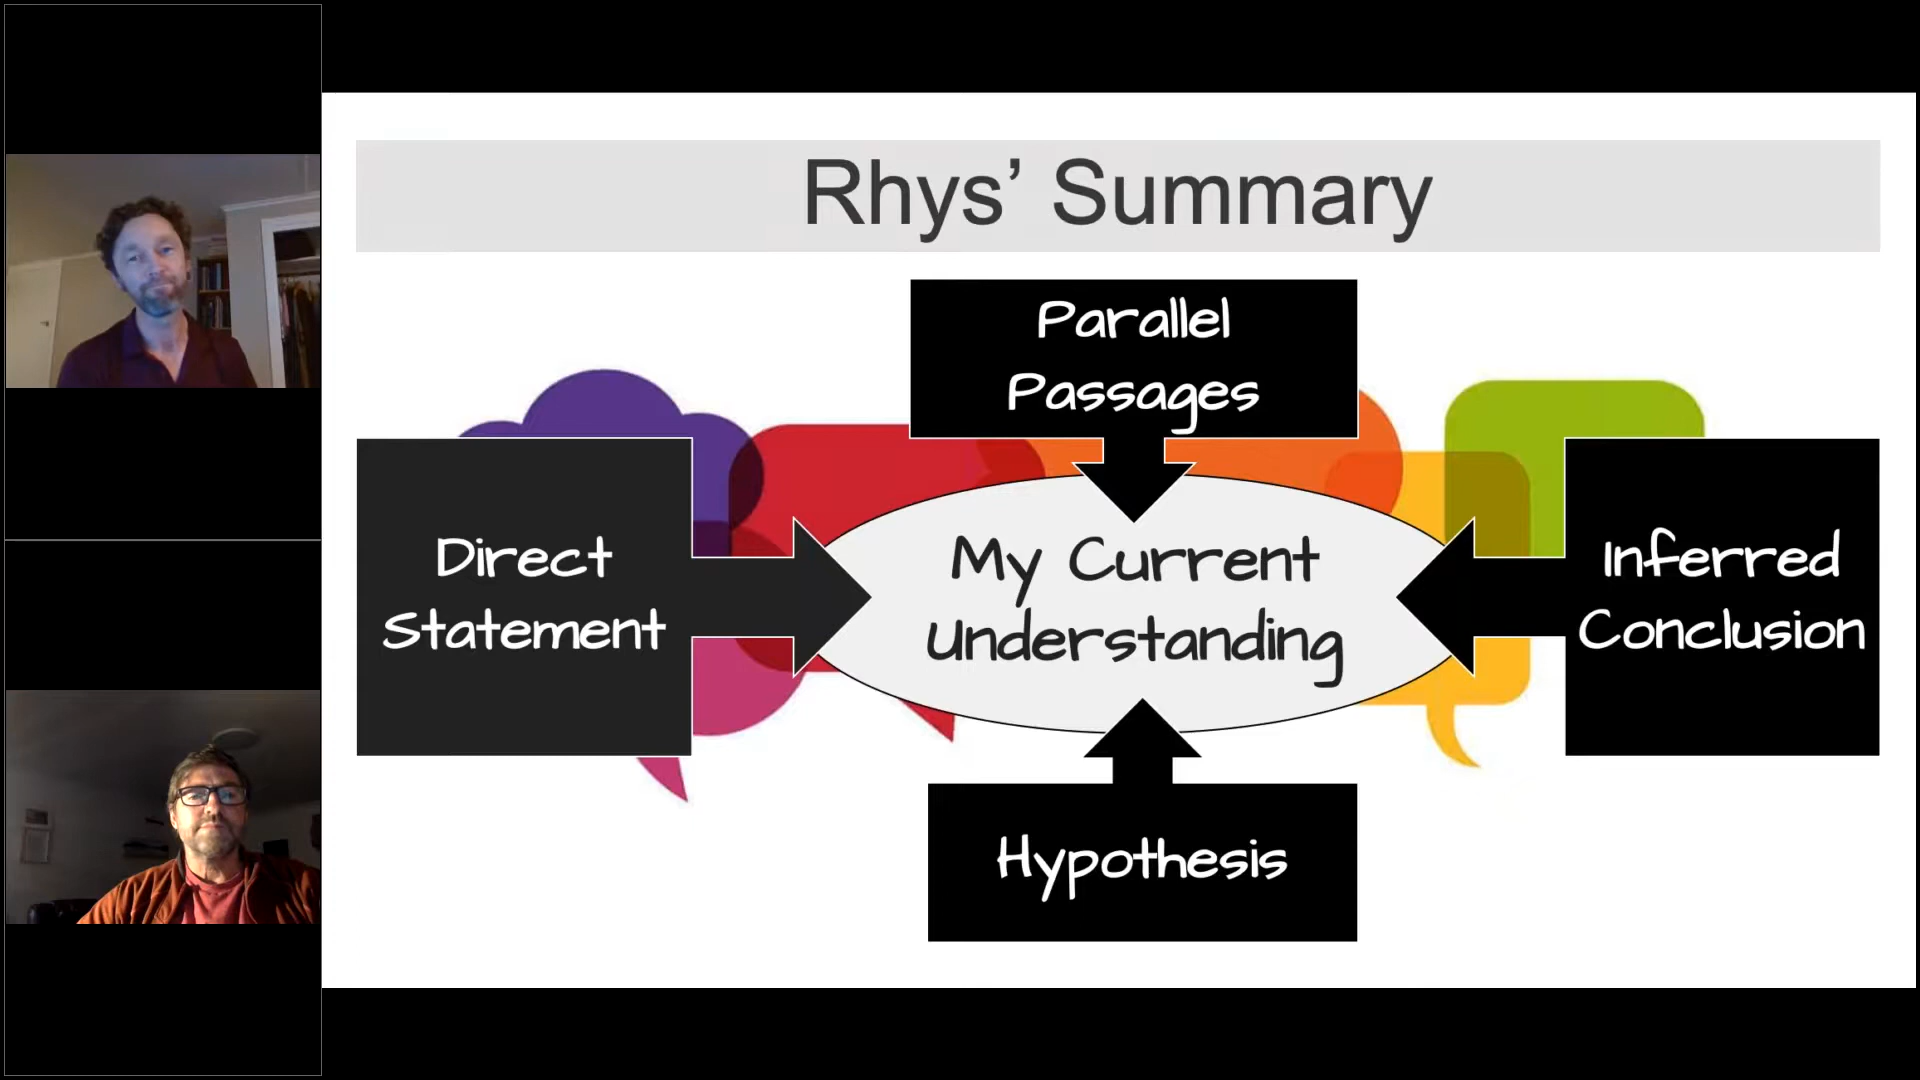 Rhys’ Summary
Parallel
Passages
Direct
Statement
My Current
Understanding
Inferred
Conclusion
Hypothesis